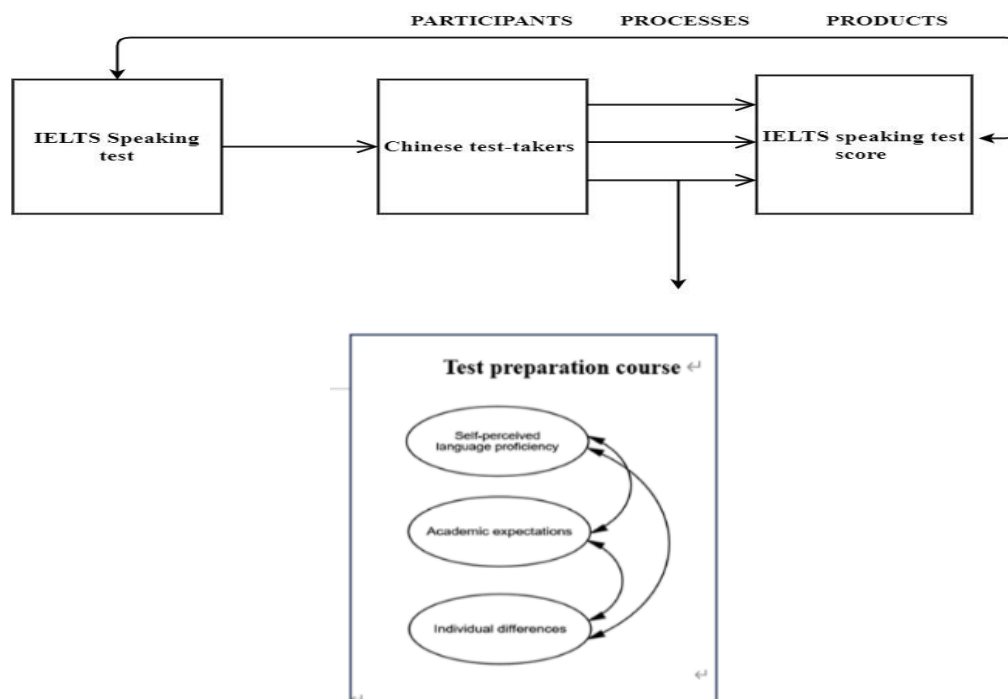 PARTICIPANTS PROCESSES PRODUCTS
IELTS Speaking
test
Chinese test-takers
IELTS speaking test
score
Test preparation course
Self-perceived
language proficiency
Academic expectations
Individual differences